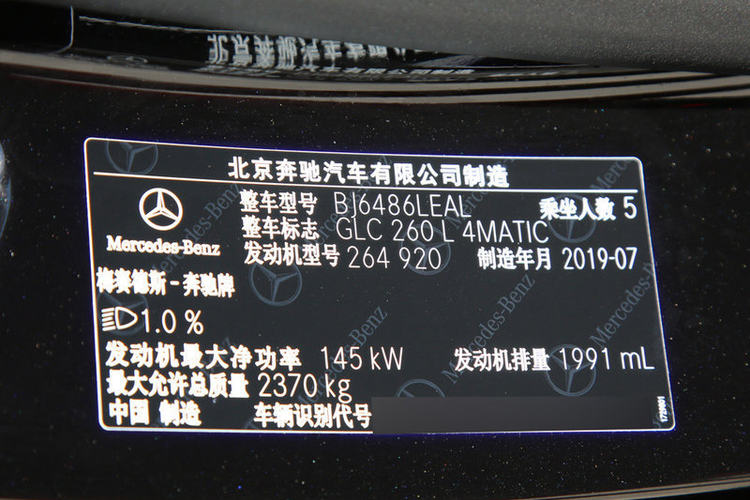 北京奔驰汽车有限公司制造
整车型号 BJ6486LEAL 乘坐人数 5
整车标志 GLC 260 L 4MATIC
发动机型号 264 920 制造年月 2019-07
Mercedes-Benz
梅赛德斯-奔驰牌
1.0 %
发动机最大净功率 145 kW 发动机排量 1991 mL
最大允许总质量 2370 kg
中国 制造 车辆识别代号